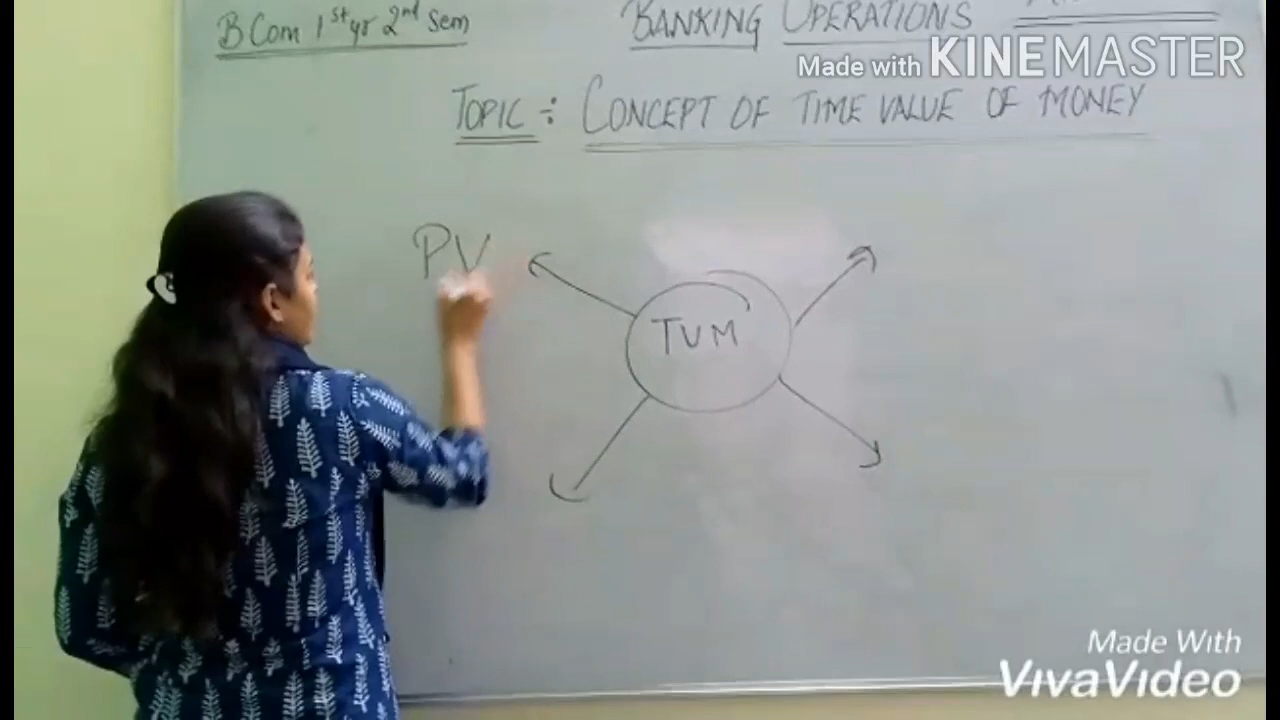 B Com 1st yr 2nd Sem
BANKING OPERATIONS
Made with KINEMASTER
TOPIC ÷ CONCEPT OF TIME VALUE OF MONEY
PV
TVM
Made With
VivaVideo